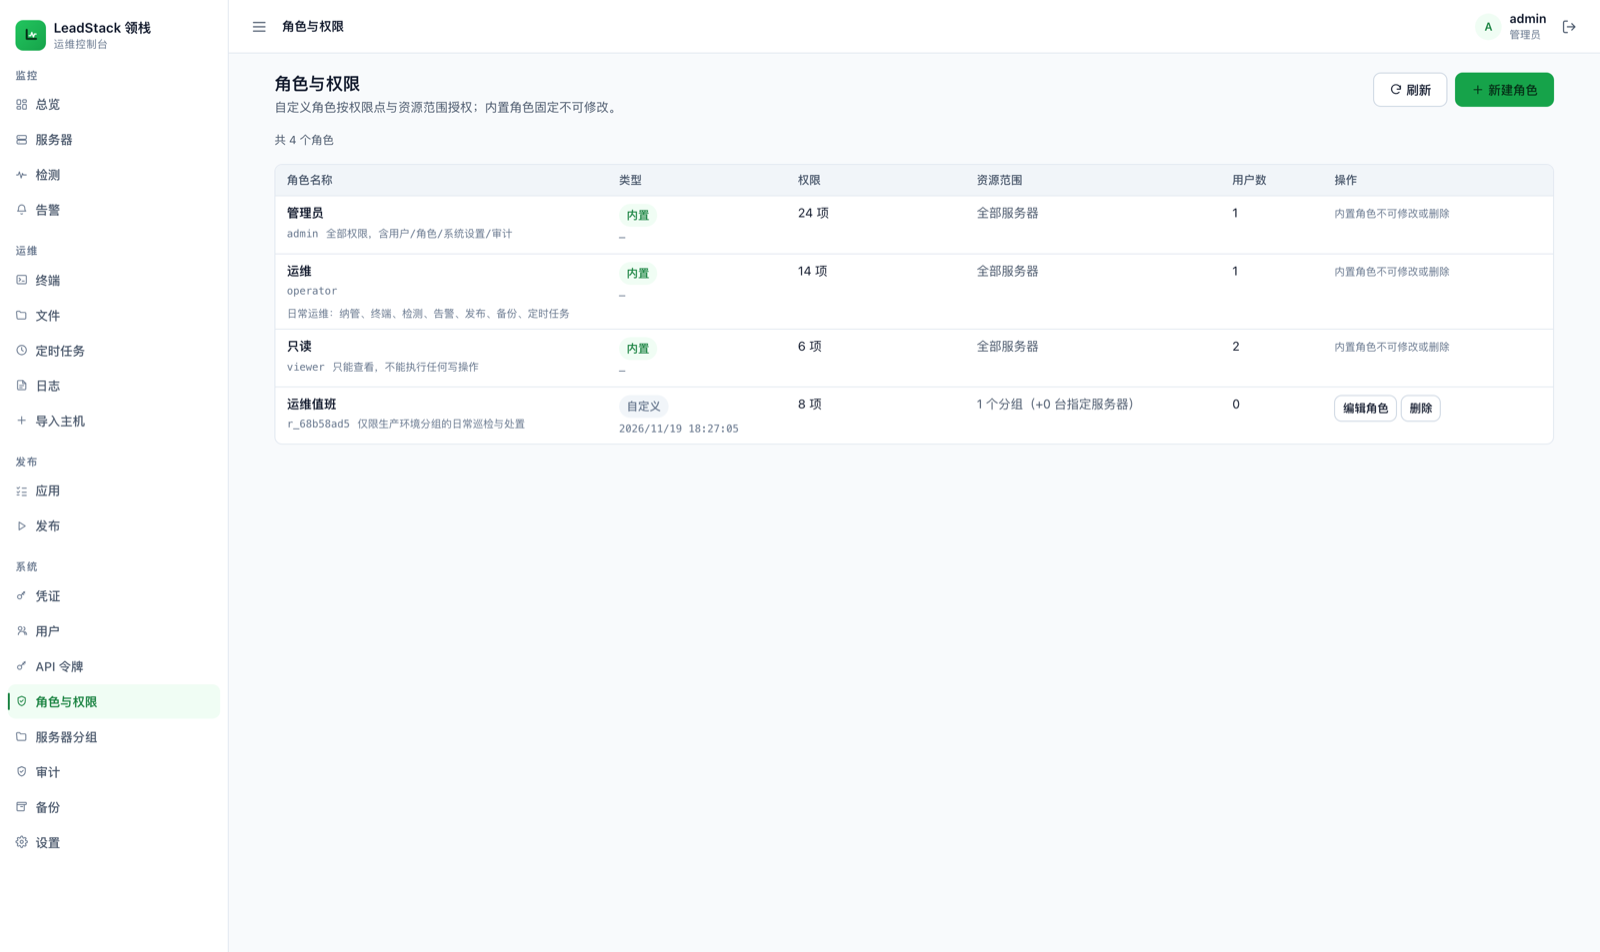 LeadStack 领栈
运维控制台
监控
总览
服务器
检测
告警
运维
终端
文件
定时任务
日志
导入主机
发布
应用
发布
系统
凭证
用户
API 令牌
角色与权限
服务器分组
审计
备份
设置
角色与权限
A
admin
管理员
角色与权限
自定义角色按权限点与资源范围授权；内置角色固定不可修改。
刷新
+ 新建角色
共 4 个角色
角色名称 类型 权限 资源范围 用户数 操作
管理员 内置 24 项 全部服务器 1 内置角色不可修改或删除
admin 全部权限，含用户/角色/系统设置/审计 —
运维 内置 14 项 全部服务器 1 内置角色不可修改或删除
operator —
日常运维：纳管、终端、检测、告警、发布、备份、定时任务
只读 内置 6 项 全部服务器 2 内置角色不可修改或删除
viewer 只能查看，不能执行任何写操作 —
运维值班 自定义 8 项 1 个分组（+0 台指定服务器） 0 编辑角色 删除
r_68b58ad5 仅限生产环境分组的日常巡检与处置 2026/11/19 18:27:05